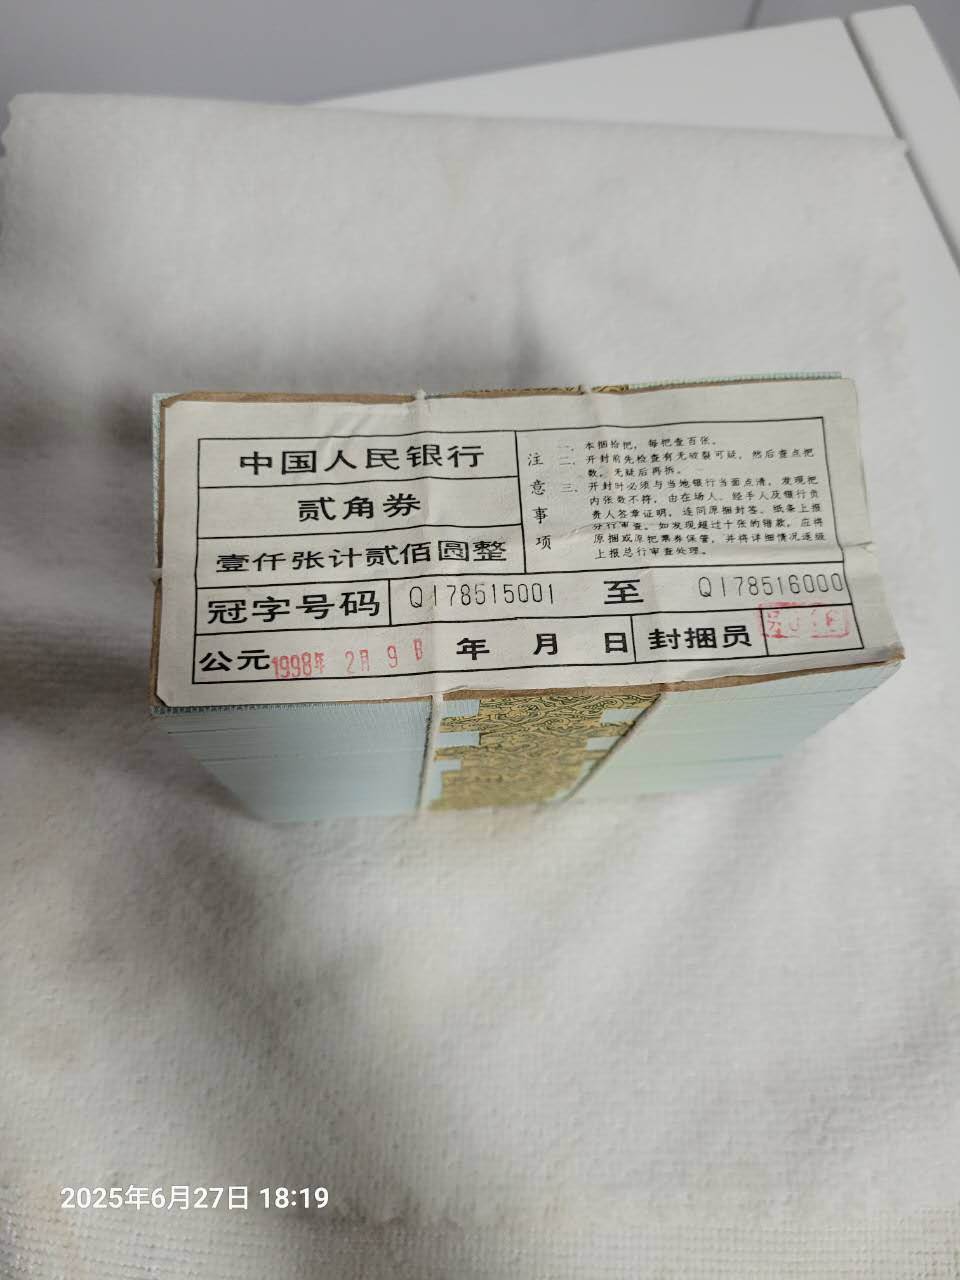 中国人民银行
贰角券
壹仟张计贰佰圆整
注意事项
一、本捆拾把，每把壹百张。
二、开封前先检查有无破裂可疑，然后查点把
数，无疑后再拆。
三、开封时必须与当地银行当面点清，发现把
内张数不符，由在场人、经手人及银行负
责人签章证明，连同原捆封签、纸条上报
分行审查。如发现超过十张的错款，应将
原捆或原把票券保管，并将详细情况逐级
上报总行审查处理。
冠字号码 QI78515001 至 QI78516000
公元 1998年 2月 9日 年 月 日 封捆员
2025年6月27日 18:19